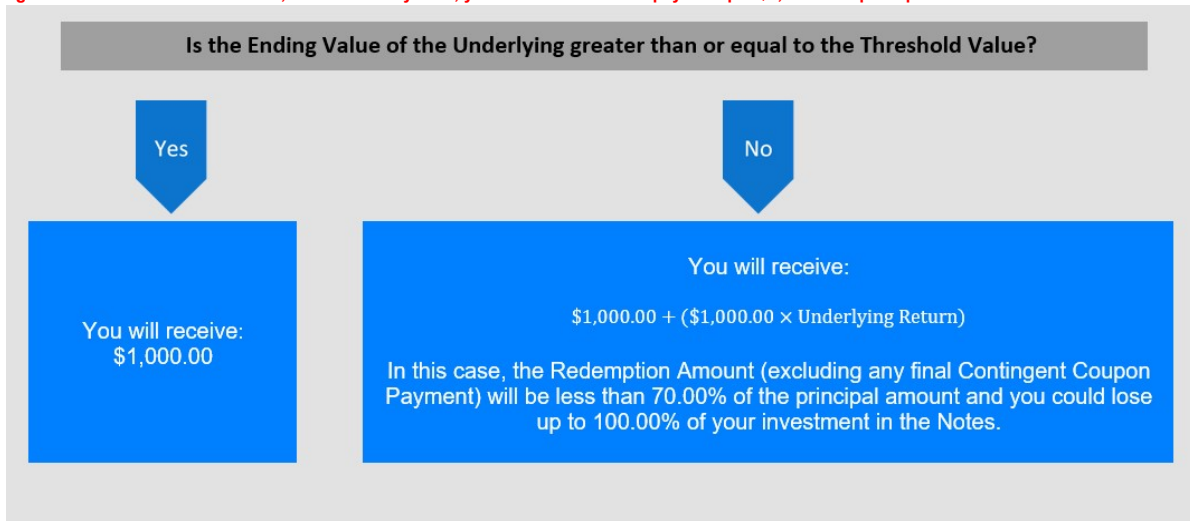 Is the Ending Value of the Underlying greater than or equal to the Threshold Value?
Yes
No
You will receive:
$1,000.00
You will receive:
$1,000.00 + ($1,000.00 × Underlying Return)
In this case, the Redemption Amount (excluding any final Contingent Coupon
Payment) will be less than 70.00% of the principal amount and you could lose
up to 100.00% of your investment in the Notes.